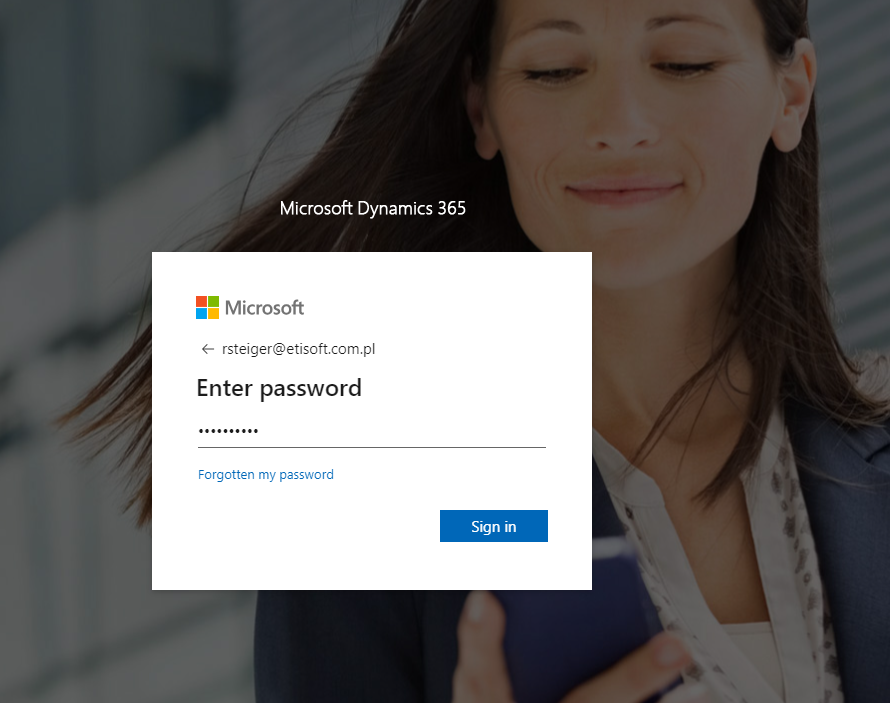 Microsoft Dynamics 365
Microsoft
← rsteiger@etisoft.com.pl
Enter password
••••••••••
Forgotten my password
Sign in